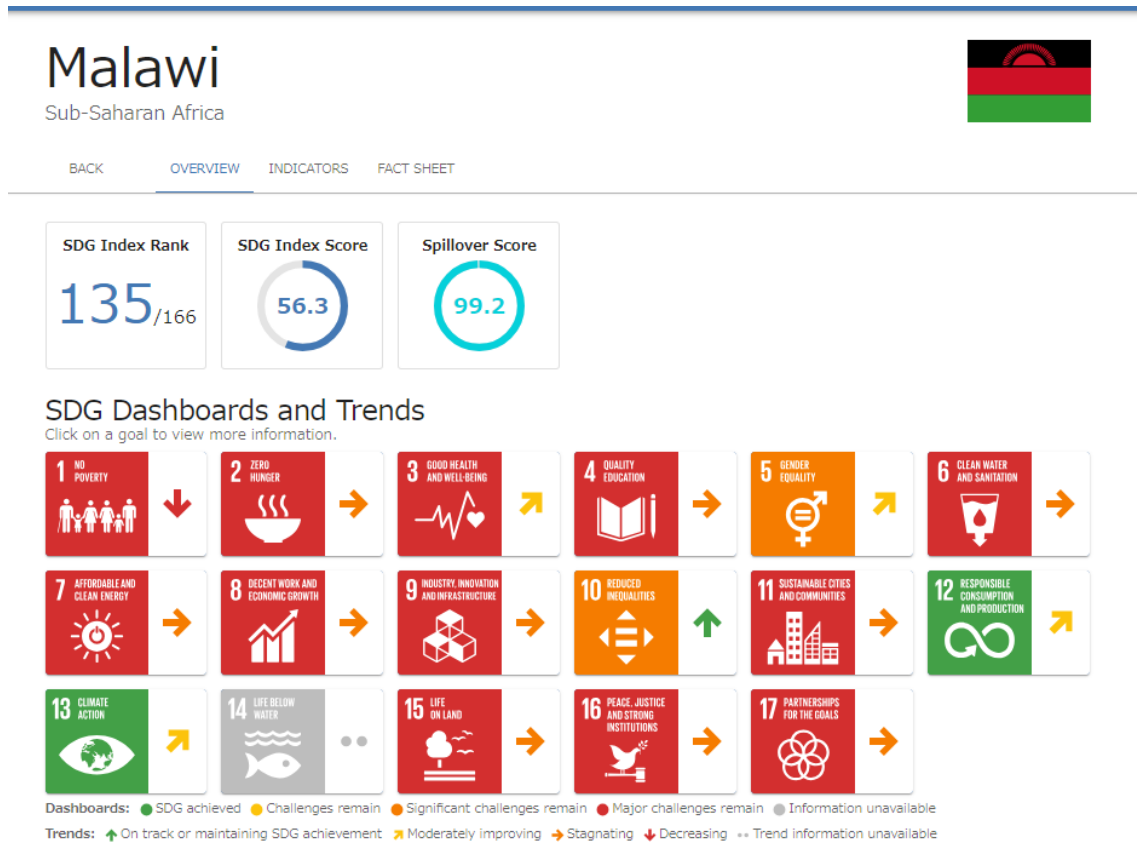 Malawi
Sub-Saharan Africa
BACK OVERVIEW INDICATORS FACT SHEET
SDG Index Rank
135/166
SDG Index Score
56.3
Spillover Score
99.2
SDG Dashboards and Trends
Click on a goal to view more information.
1 NO
POVERTY
2 ZERO
HUNGER
3 GOOD HEALTH
AND WELL-BEING
4 QUALITY
EDUCATION
5 GENDER
EQUALITY
6 CLEAN WATER
AND SANITATION
7 AFFORDABLE AND
CLEAN ENERGY
8 DECENT WORK AND
ECONOMIC GROWTH
9 INDUSTRY, INNOVATION
AND INFRASTRUCTURE
10 REDUCED
INEQUALITIES
11 SUSTAINABLE CITIES
AND COMMUNITIES
12 RESPONSIBLE
CONSUMPTION
AND PRODUCTION
13 CLIMATE
ACTION
14 LIFE BELOW
WATER
15 LIFE
ON LAND
16 PEACE, JUSTICE
AND STRONG
INSTITUTIONS
17 PARTNERSHIPS
FOR THE GOALS
Dashboards: SDG achieved Challenges remain Significant challenges remain Major challenges remain Information unavailable
Trends: On track or maintaining SDG achievement Moderately improving Stagnating Decreasing Trend information unavailable